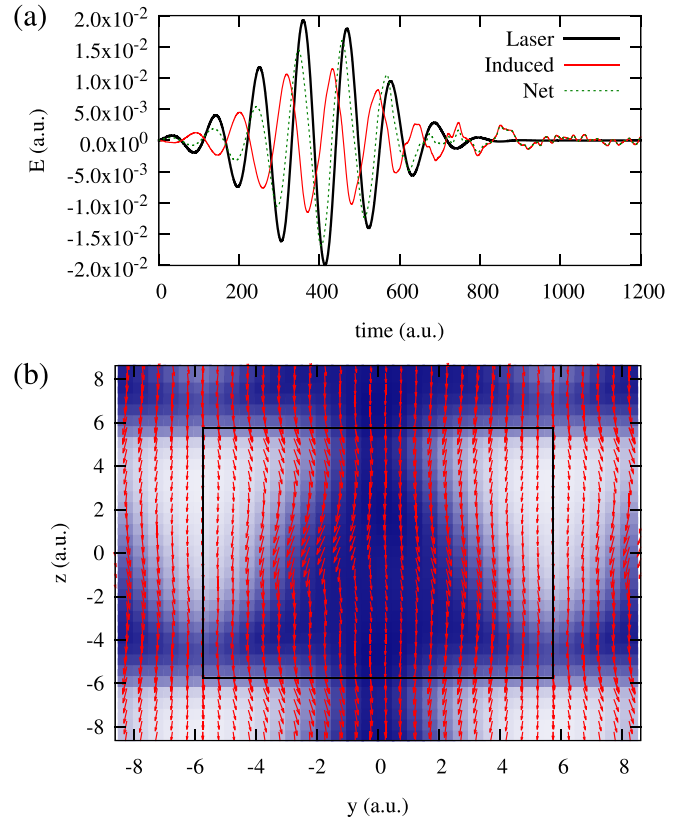 (a)
2.0x10⁻²
1.5x10⁻²
1.0x10⁻²
5.0x10⁻³
0.0x10⁰
-5.0x10⁻³
-1.0x10⁻²
-1.5x10⁻²
-2.0x10⁻²
E (a.u.)
Laser
Induced
Net
0 200 400 600 800 1000 1200
time (a.u.)
(b)
8
6
4
2
0
-2
-4
-6
-8
z (a.u.)
-8 -6 -4 -2 0 2 4 6 8
y (a.u.)